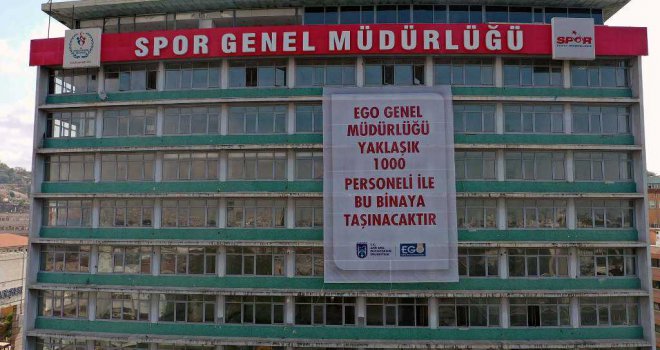 SPOR GENEL MÜDÜRLÜĞÜ
SPOR
EGO GENEL
MÜDÜRLÜĞÜ
YAKLAŞIK
1000
PERSONELİ İLE
BU BİNAYA
TAŞINACAKTIR
EGO